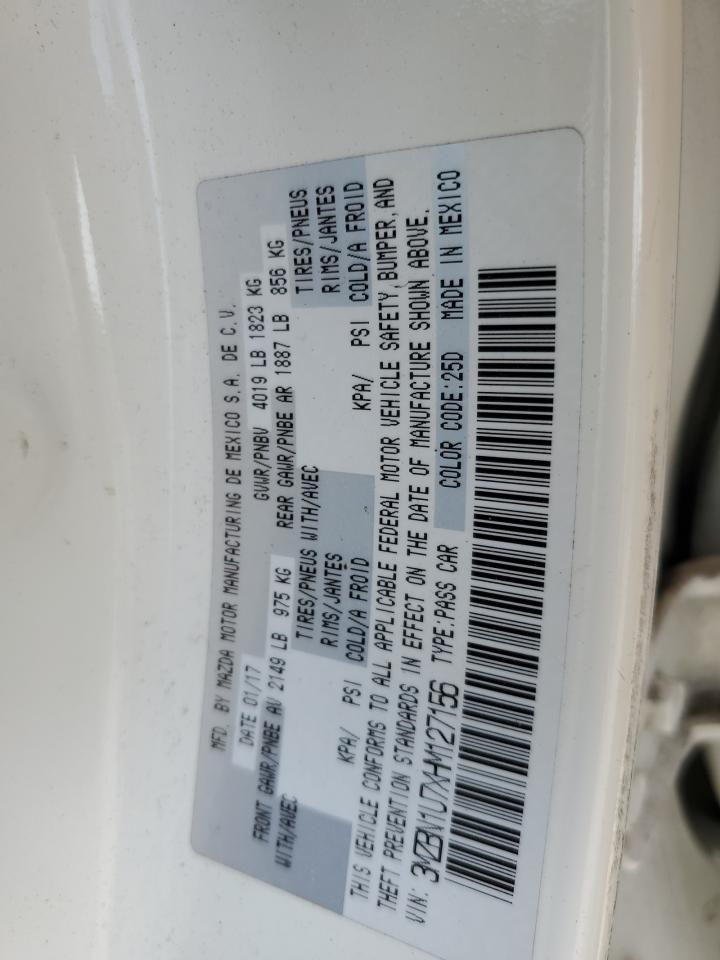 MFD. BY MAZDA MOTOR MANUFACTURING DE MEXICO S.A. DE C.V.
DATE 01/17 GVWR/PNBV 4019 LB 1823 KG
FRONT GAWR/PNBE AV 2149 LB 975 KG REAR GAWR/PNBE AR 1887 LB 856 KG
WITH/AVEC TIRES/PNEUS WITH/AVEC TIRES/PNEUS
RIMS/JANTES RIMS/JANTES
KPA/ PSI COLD/A FROID KPA/ PSI COLD/A FROID
THIS VEHICLE CONFORMS TO ALL APPLICABLE FEDERAL MOTOR VEHICLE SAFETY, BUMPER, AND
THEFT PREVENTION STANDARDS IN EFFECT ON THE DATE OF MANUFACTURE SHOWN ABOVE.
VIN: 3MZBN1U7XHM127156 TYPE:PASS CAR COLOR CODE:25D MADE IN MEXICO